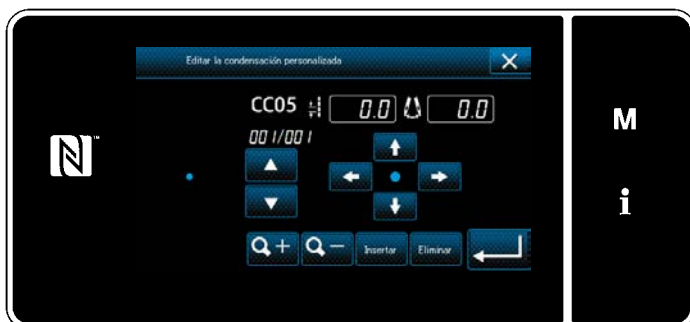 Editar la condensación personalizada
CC05 0.0 0.0
001/001
M
i
Insertar Eliminar